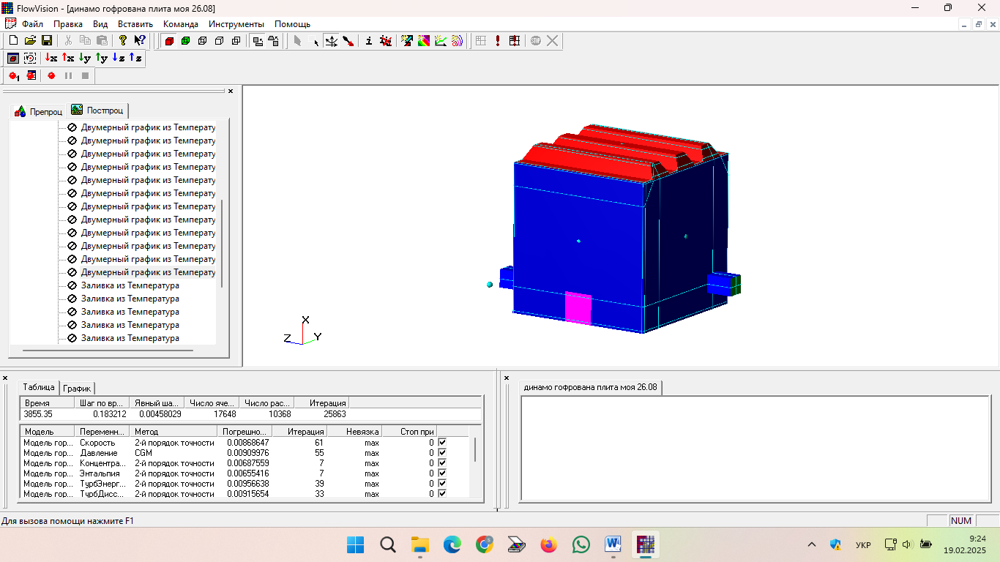 FlowVision - [динамо гофрована плита моя 26.08]
Файл Правка Вид Вставить Команда Инструменты Помощь
Препроц Постпроц
Двумерный график из Температу
Двумерный график из Температу
Двумерный график из Температу
Двумерный график из Температу
Двумерный график из Температу
Двумерный график из Температу
Двумерный график из Температу
Двумерный график из Температу
Двумерный график из Температу
Двумерный график из Температу
Двумерный график из Температу
Двумерный график из Температу
Заливка из Температура
Заливка из Температура
Заливка из Температура
Заливка из Температура
Заливка из Температура
X
Z Y
Таблица График
Время Шаг по вр... Явный ша... Число яче... Число рас... Итерация
3855.35 0.183212 0.00458029 17648 10368 25863
Модель Переменн... Метод Погрешно... Итерация Невязка Стоп при
Модель гор... Скорость 2-й порядок точности 0.00868647 61 max 0
Модель гор... Давление CGM 0.00909976 55 max 0
Модель гор... Концентра... 2-й порядок точности 0.00687559 7 max 0
Модель гор... Энтальпия 2-й порядок точности 0.00655416 7 max 0
Модель гор... ТурбЭнерг... 2-й порядок точности 0.00956638 39 max 0
Модель гор... ТурбДисс... 2-й порядок точности 0.00915654 33 max 0
динамо гофрована плита моя 26.08
Для вызова помощи нажмите F1
NUM
УКР
9:24
19.02.2025